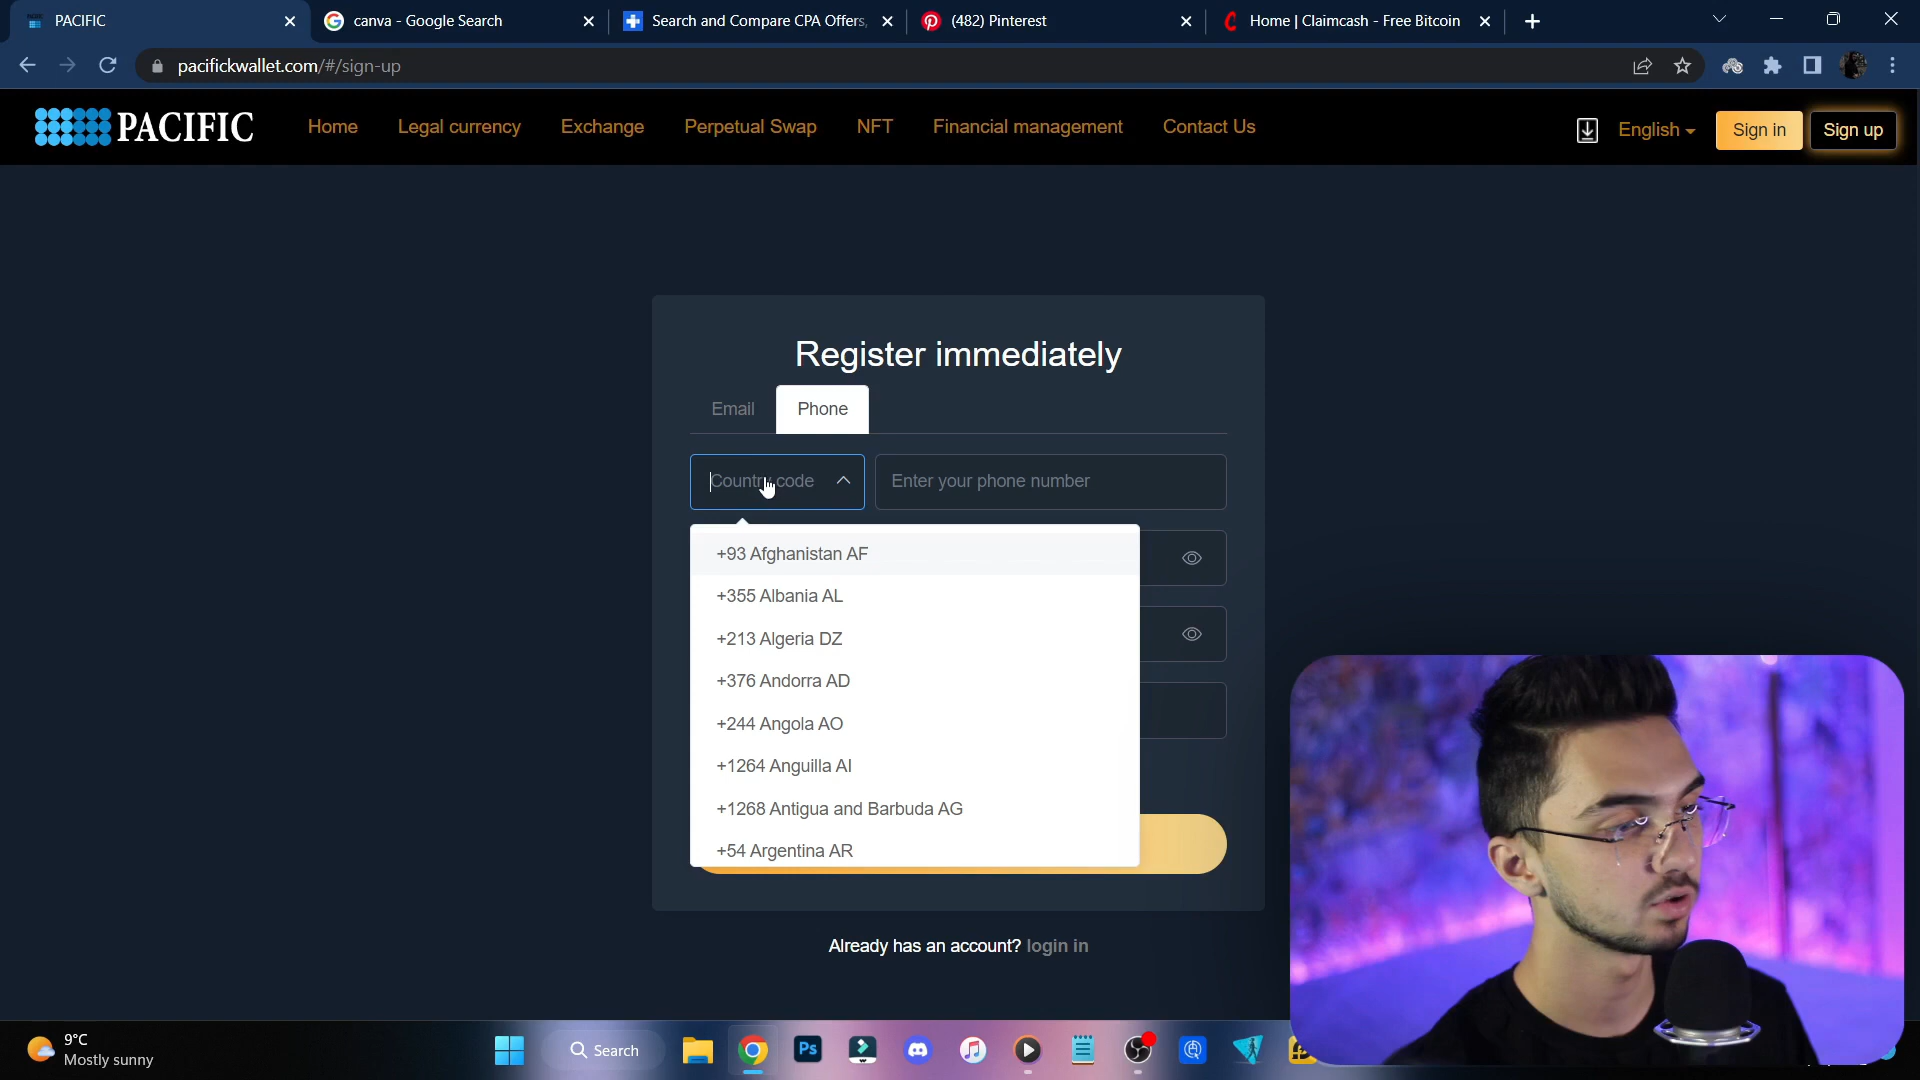 PACIFIC
canva - Google Search
Search and Compare CPA Offers,
(482) Pinterest
Home | Claimcash - Free Bitcoin
pacifickwallet.com/#/sign-up
PACIFIC
Home
Legal currency
Exchange
Perpetual Swap
NFT
Financial management
Contact Us
English
Sign in
Sign up
Register immediately
Email
Phone
Country code
Enter your phone number
+93 Afghanistan AF
+355 Albania AL
+213 Algeria DZ
+376 Andorra AD
+244 Angola AO
+1264 Anguilla AI
+1268 Antigua and Barbuda AG
+54 Argentina AR
Already has an account? login in
9°C
Mostly sunny
Search
Ps